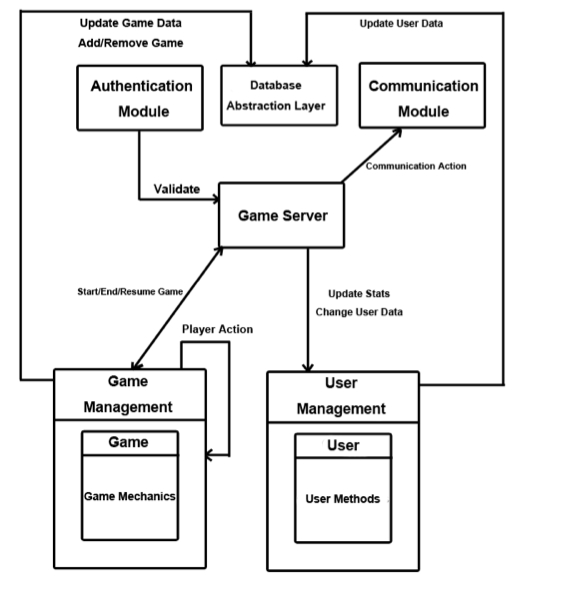 Update Game Data
Add/Remove Game
Update User Data
Authentication
Module
Database
Abstraction Layer
Communication
Module
Communication Action
Validate
Game Server
Start/End/Resume Game
Update Stats
Change User Data
Player Action
Game
Management
User
Management
Game
User
Game Mechanics
User Methods